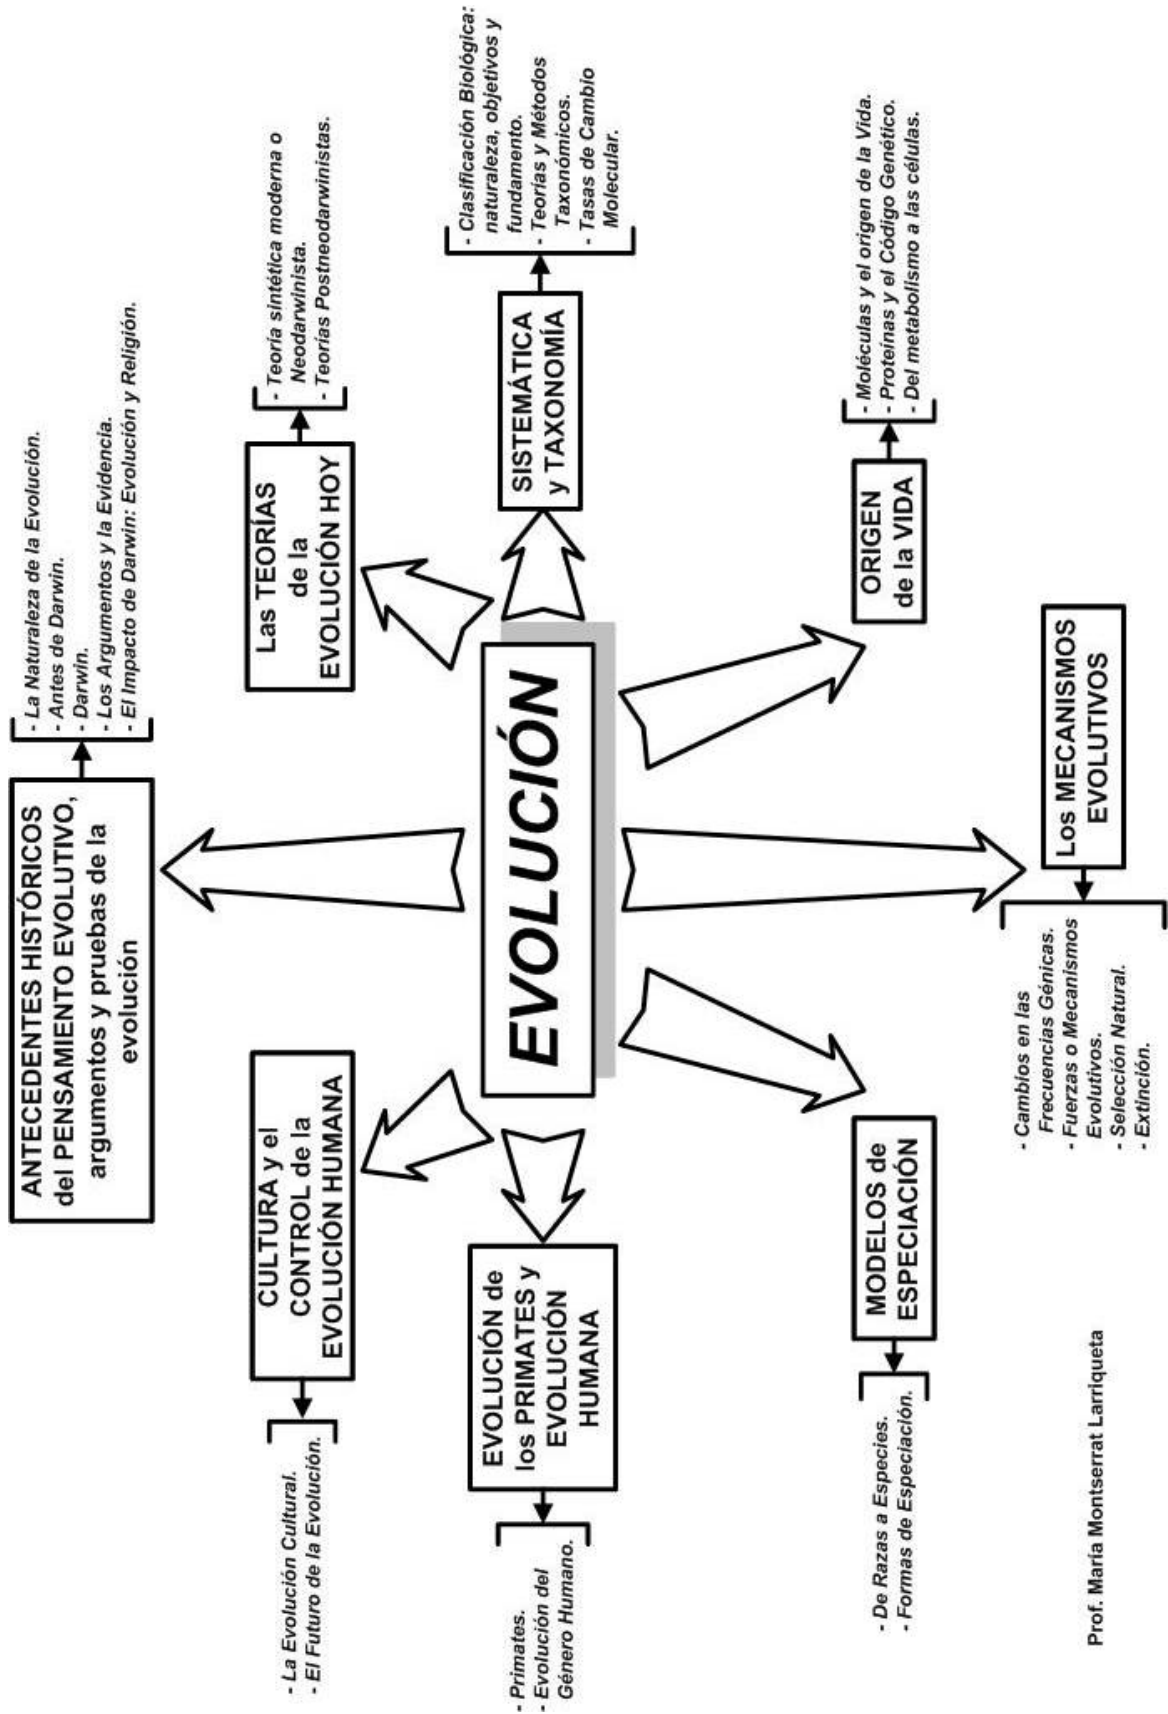 ANTECEDENTES HISTÓRICOS
del PENSAMIENTO EVOLUTIVO,
argumentos y pruebas de la
evolución
- La Naturaleza de la Evolución.
- Antes de Darwin.
- Darwin.
- Los Argumentos y la Evidencia.
- El Impacto de Darwin: Evolución y Religión.
Las TEORÍAS
de la
EVOLUCIÓN HOY
- Teoría sintética moderna o
Neodarwinista.
- Teorías Postneodarwinistas.
SISTEMÁTICA
y TAXONOMÍA
- Clasificación Biológica:
naturaleza, objetivos y
fundamento.
- Teorías y Métodos
Taxonómicos.
- Tasas de Cambio
Molecular.
ORIGEN
de la VIDA
- Moléculas y el origen de la Vida.
- Proteínas y el Código Genético.
- Del metabolismo a las células.
Los MECANISMOS
EVOLUTIVOS
- Cambios en las
Frecuencias Génicas.
- Fuerzas o Mecanismos
Evolutivos.
- Selección Natural.
- Extinción.
MODELOS de
ESPECIACIÓN
- De Razas a Especies.
- Formas de Especiación.
EVOLUCIÓN de
los PRIMATES y
EVOLUCIÓN
HUMANA
- Primates.
- Evolución del
Género Humano.
CULTURA y el
CONTROL de la
EVOLUCIÓN HUMANA
- La Evolución Cultural.
- El Futuro de la Evolución.
EVOLUCIÓN
Prof. María Montserrat Larriqueta